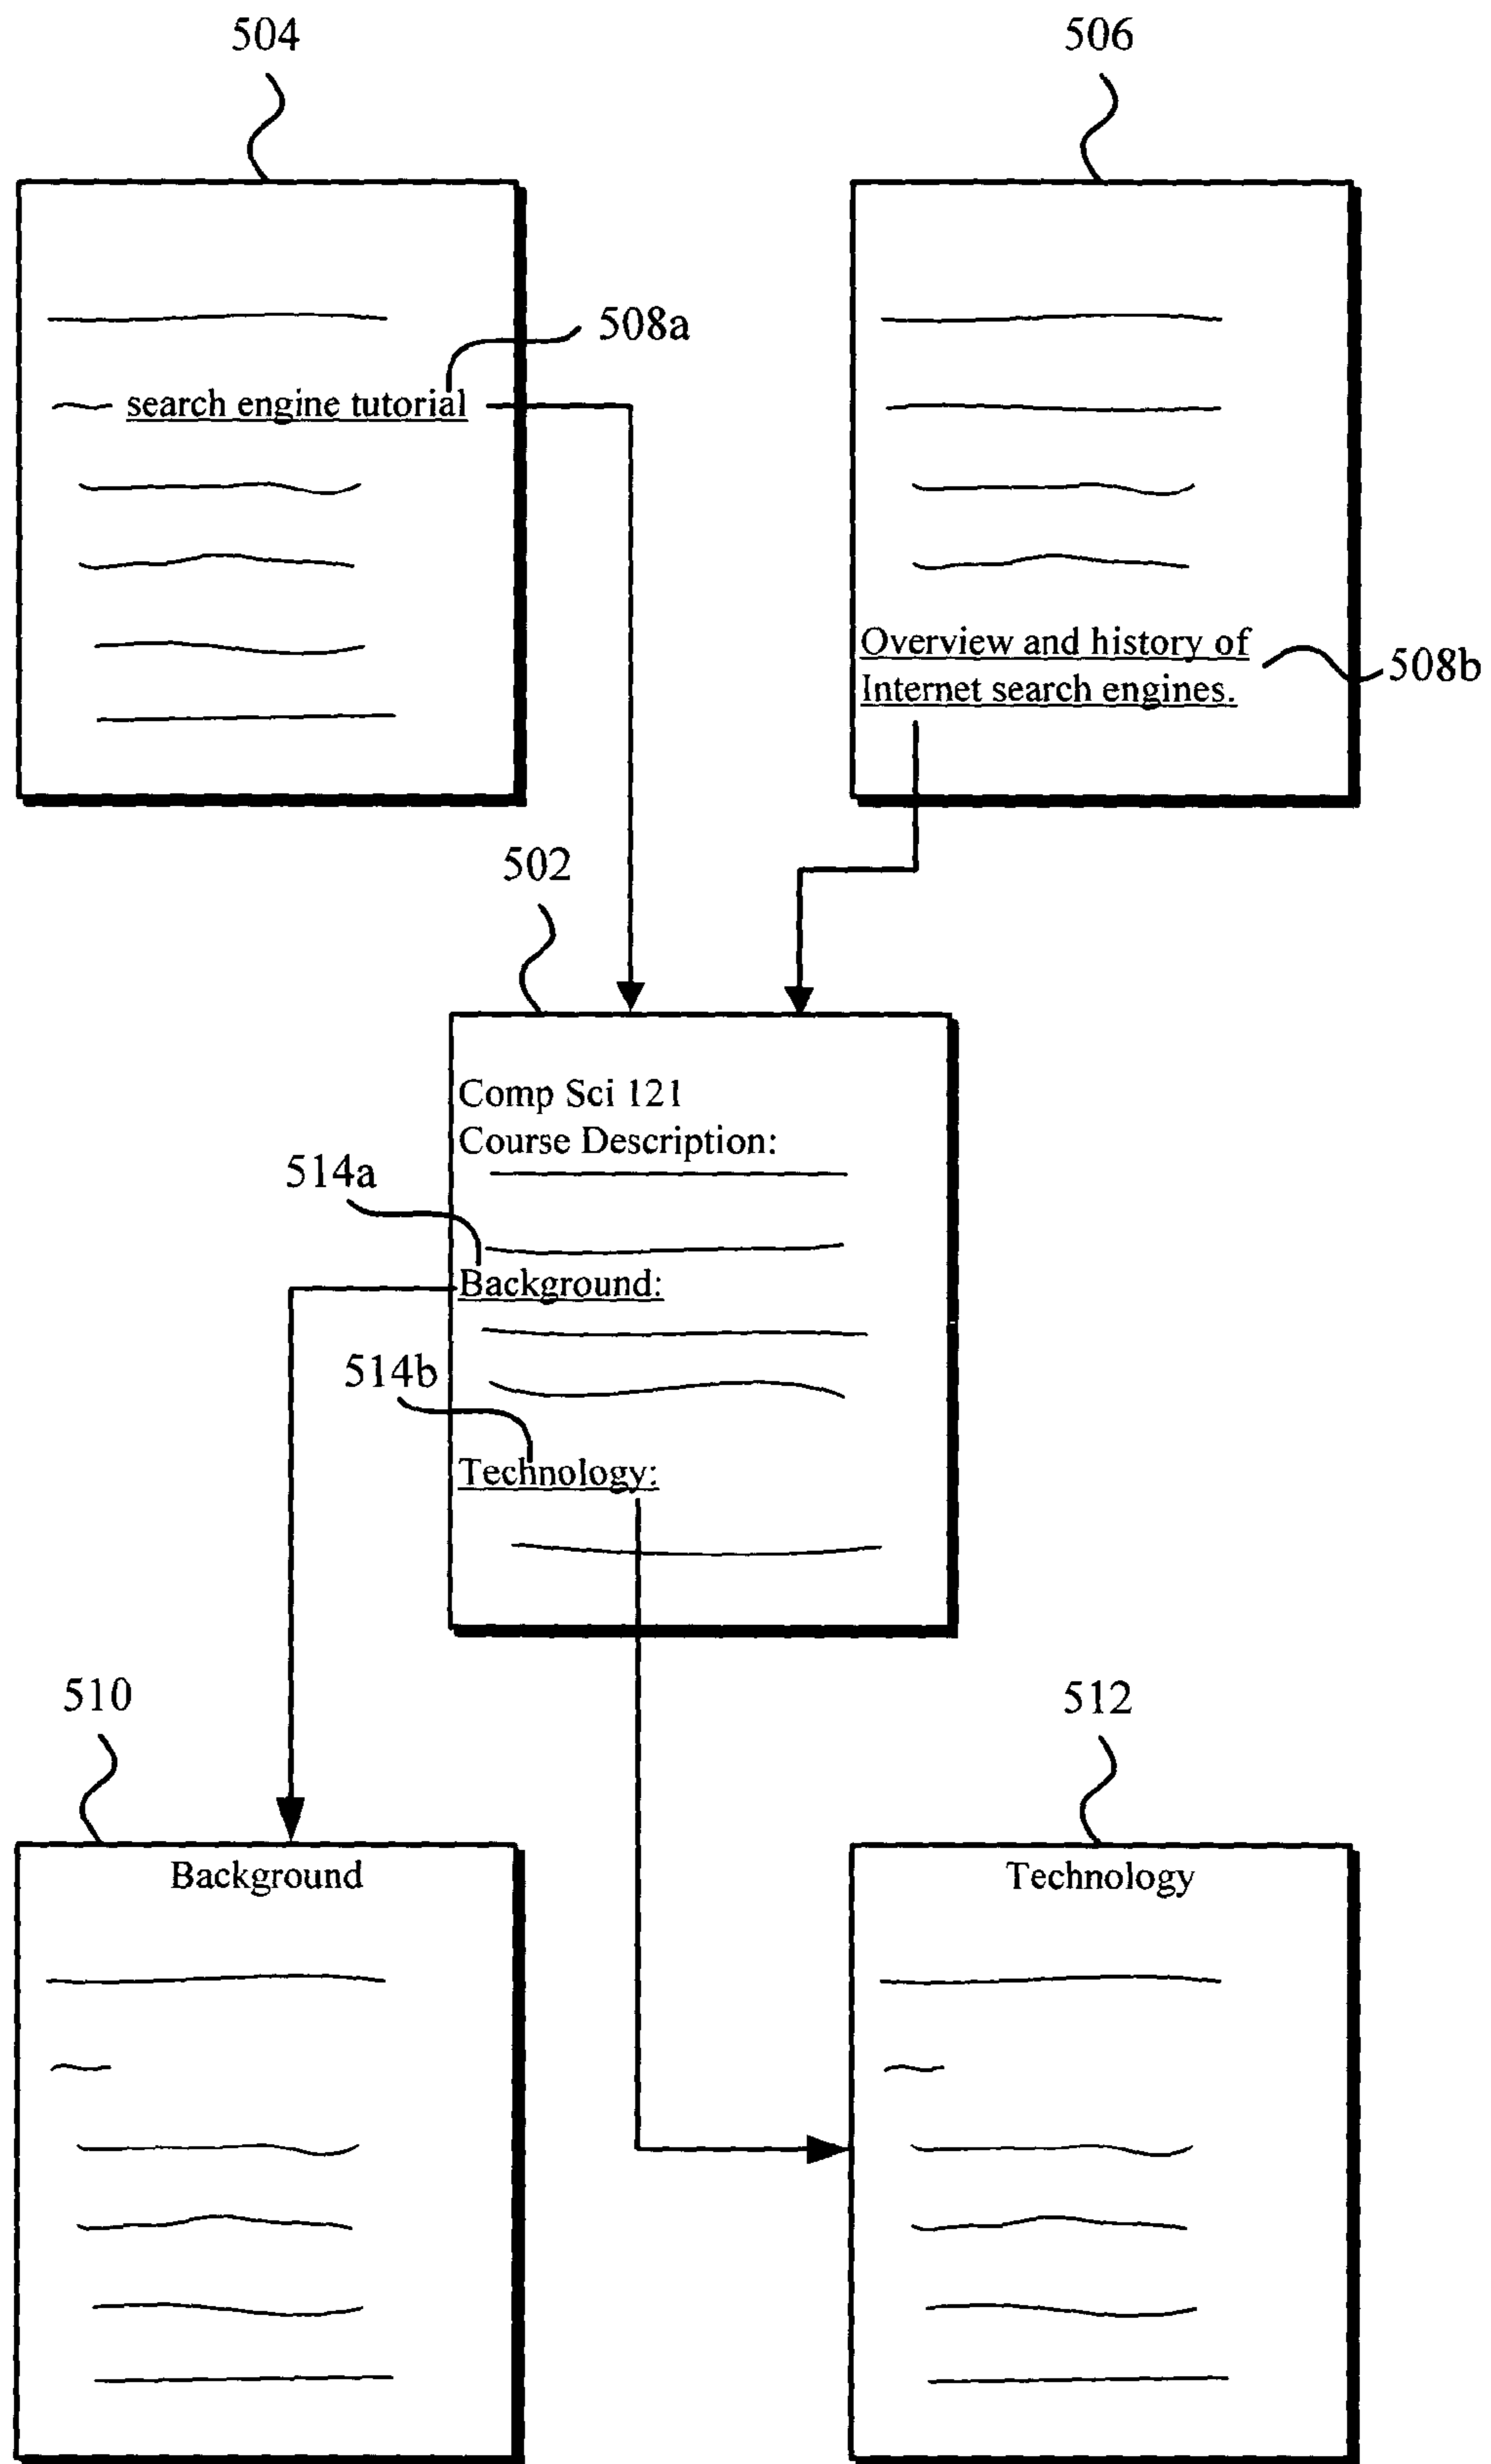 504
506
508a
search engine tutorial
Overview and history of
Internet search engines.
508b
502
Comp Sci 121
Course Description:
514a
Background:
514b
Technology:
510
512
Background
Technology